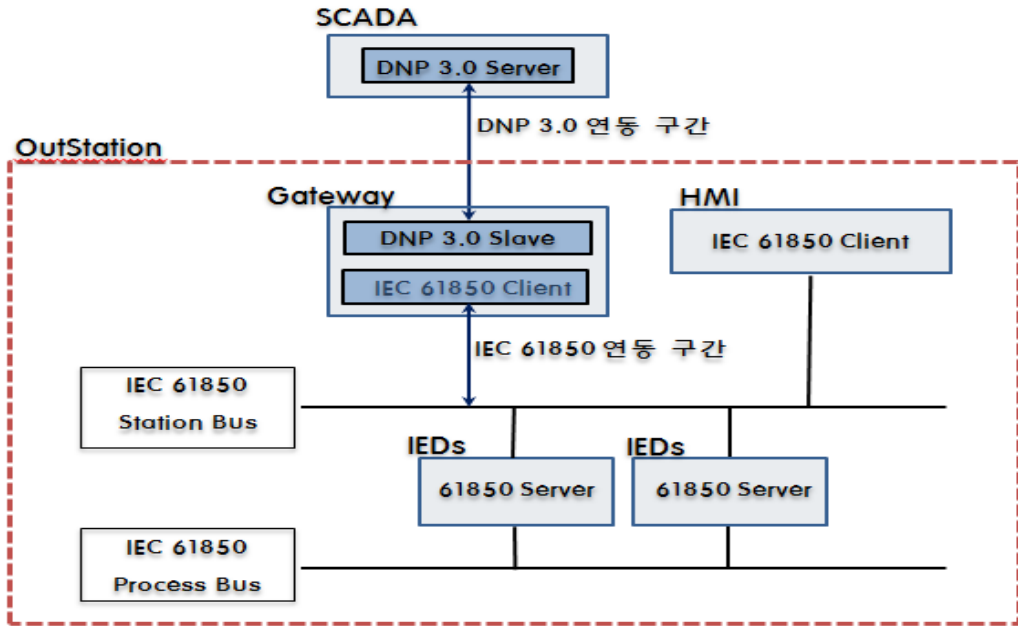 SCADA
DNP 3.0 Server
DNP 3.0 연동 구간
OutStation
Gateway
HMI
DNP 3.0 Slave
IEC 61850 Client
IEC 61850 Client
IEC 61850 연동 구간
IEC 61850
Station Bus
IEDs
IEDs
61850 Server
61850 Server
IEC 61850
Process Bus